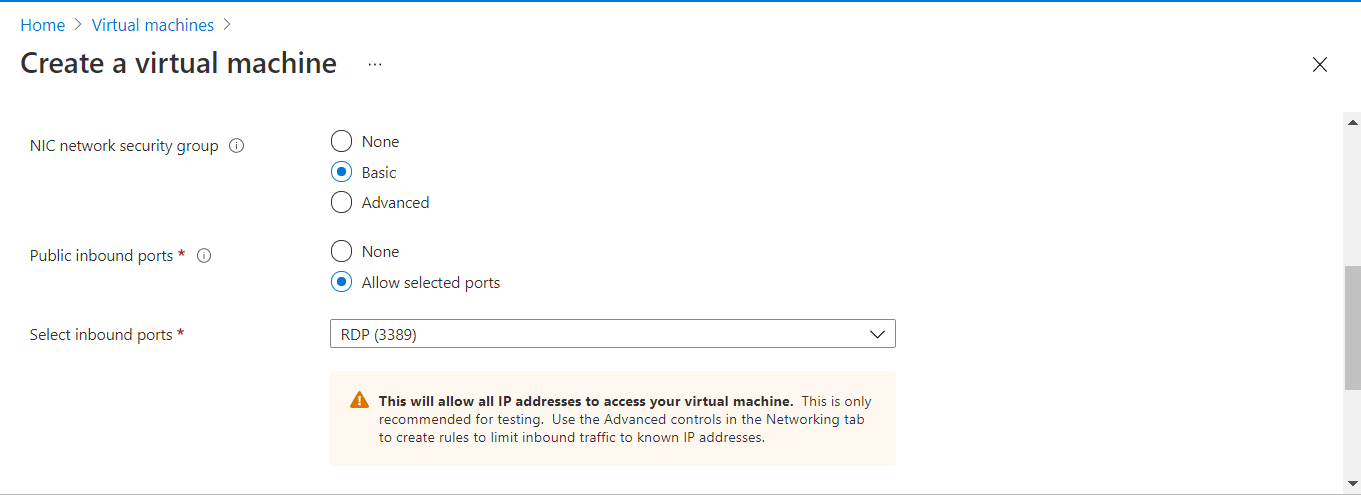 Home > Virtual machines >
Create a virtual machine ...
NIC network security group
None
Basic
Advanced
Public inbound ports *
None
Allow selected ports
Select inbound ports *
RDP (3389)
This will allow all IP addresses to access your virtual machine. This is only
recommended for testing. Use the Advanced controls in the Networking tab
to create rules to limit inbound traffic to known IP addresses.